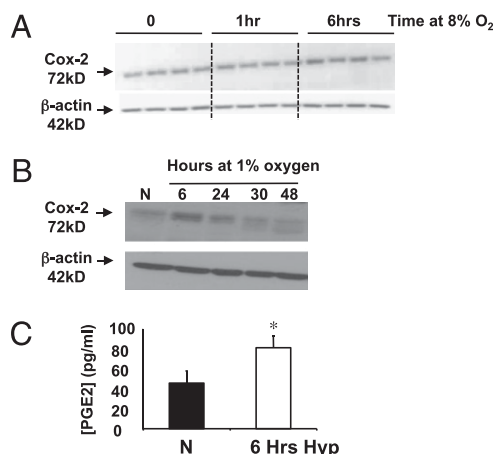 A
0 1hr 6hrs Time at 8% O2
Cox-2
72kD
β-actin
42kD
B
Hours at 1% oxygen
N 6 24 30 48
Cox-2
72kD
β-actin
42kD
C
[PGE2] (pg/ml)
100
80
60
40
20
0
*
N 6 Hrs Hyp